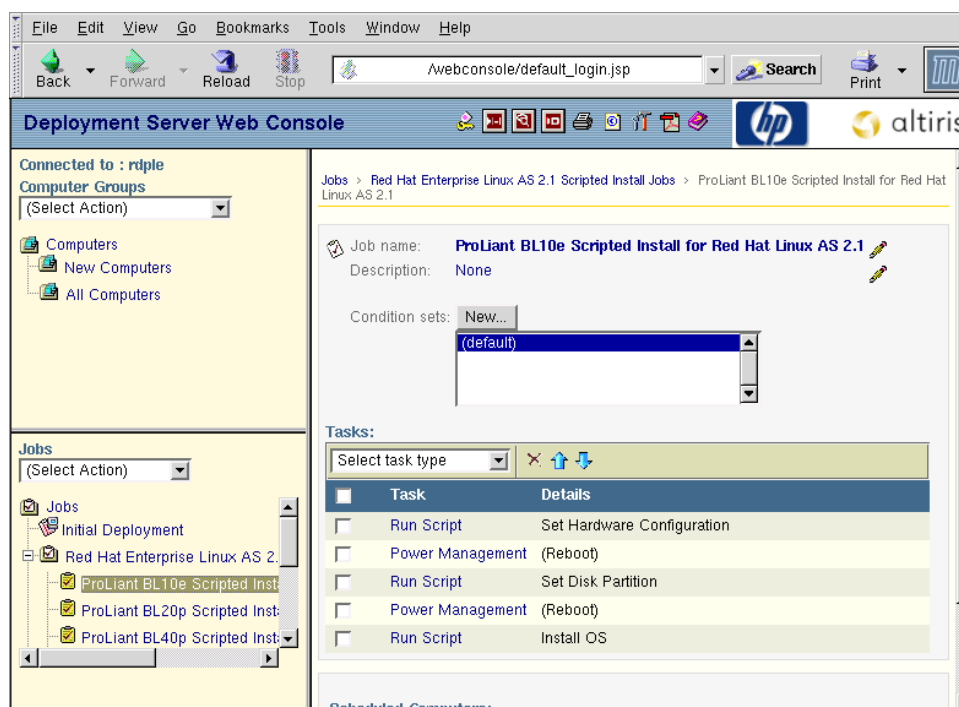 File Edit View Go Bookmarks Tools Window Help
Back Forward Reload Stop /webconsole/default_login.jsp Search Print
Deployment Server Web Console hp altiris
Connected to : rdple
Computer Groups
(Select Action)
Computers
New Computers
All Computers
Jobs
(Select Action)
Jobs
Initial Deployment
Red Hat Enterprise Linux AS 2.
ProLiant BL10e Scripted Inst
ProLiant BL20p Scripted Inst
ProLiant BL40p Scripted Inst
Jobs > Red Hat Enterprise Linux AS 2.1 Scripted Install Jobs > ProLiant BL10e Scripted Install for Red Hat
Linux AS 2.1
Job name: ProLiant BL10e Scripted Install for Red Hat Linux AS 2.1
Description: None
Condition sets: New...
(default)
Tasks:
Select task type
Task Details
Run Script Set Hardware Configuration
Power Management (Reboot)
Run Script Set Disk Partition
Power Management (Reboot)
Run Script Install OS
Scheduled Computers: